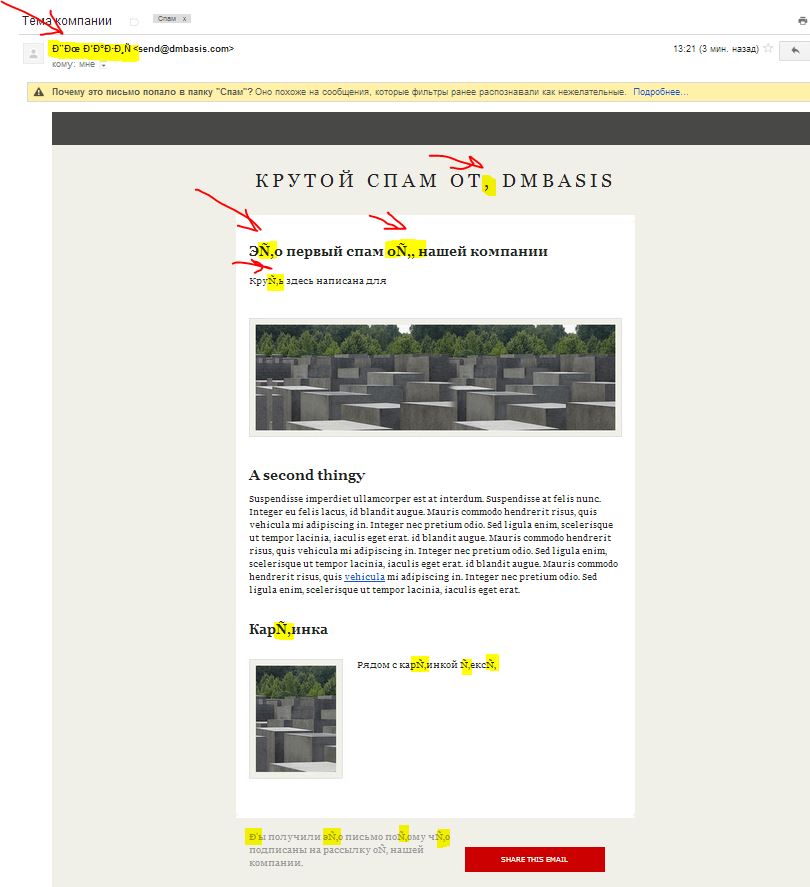 Тема компании
Спам x
Ð¨Ðœ Ð'Ð°Ð·Ð¸Ñ <send@dmbasis.com>
13:21 (3 мин. назад)
кому: мне
Почему это письмо попало в папку "Спам"? Оно похоже на сообщения, которые фильтры ранее распознавали как нежелательные. Подробнее…
КРУТОЙ СПАМ ОТ, DMBASIS
ЭÑ‚о первый спам оÑ‚, нашей компании
КруÑ‚ь здесь написана для
A second thingy
Suspendisse imperdiet ullamcorper est at interdum. Suspendisse at felis nunc.
Integer eu felis lacus, id blandit augue. Mauris commodo hendrerit risus, quis
vehicula mi adipiscing in. Integer nec pretium odio. Sed ligula enim, scelerisque
ut tempor lacinia, iaculis eget erat. id blandit augue. Mauris commodo hendrerit
risus, quis vehicula mi adipiscing in. Integer nec pretium odio. Sed ligula enim,
scelerisque ut tempor lacinia, iaculis eget erat. id blandit augue. Mauris commodo
hendrerit risus, quis vehicula mi adipiscing in. Integer nec pretium odio. Sed
ligula enim, scelerisque ut tempor lacinia, iaculis eget erat.
КарÑ‚инка
Рядом с карÑ‚инкой Ñ‚ексÑ‚
Ð'ы получили эÑ‚о письмо поÑ‚ому чÑ‚о
подписаны на рассылку оÑ‚ нашей
компании.
SHARE THIS EMAIL